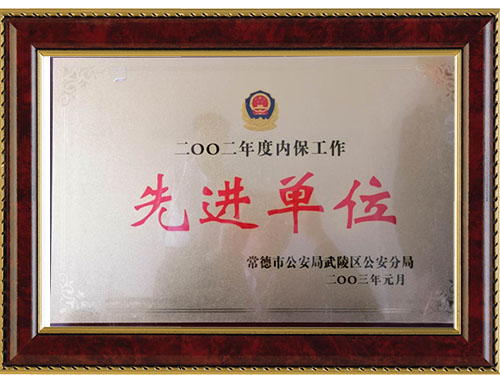 二OO二年度内保工作
先进单位
常德市公安局武陵区公安分局
二OO三年元月